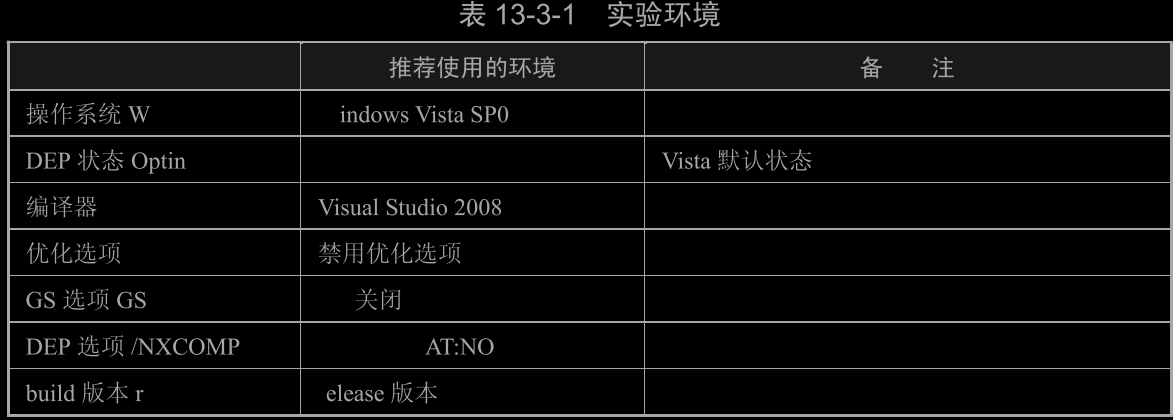 表 13-3-1 实验环境
推荐使用的环境 备 注
操作系统 W indows Vista SP0
DEP 状态 Optin Vista 默认状态
编译器 Visual Studio 2008
优化选项 禁用优化选项
GS 选项 GS 关闭
DEP 选项 /NXCOMP AT:NO
build 版本 r elease 版本